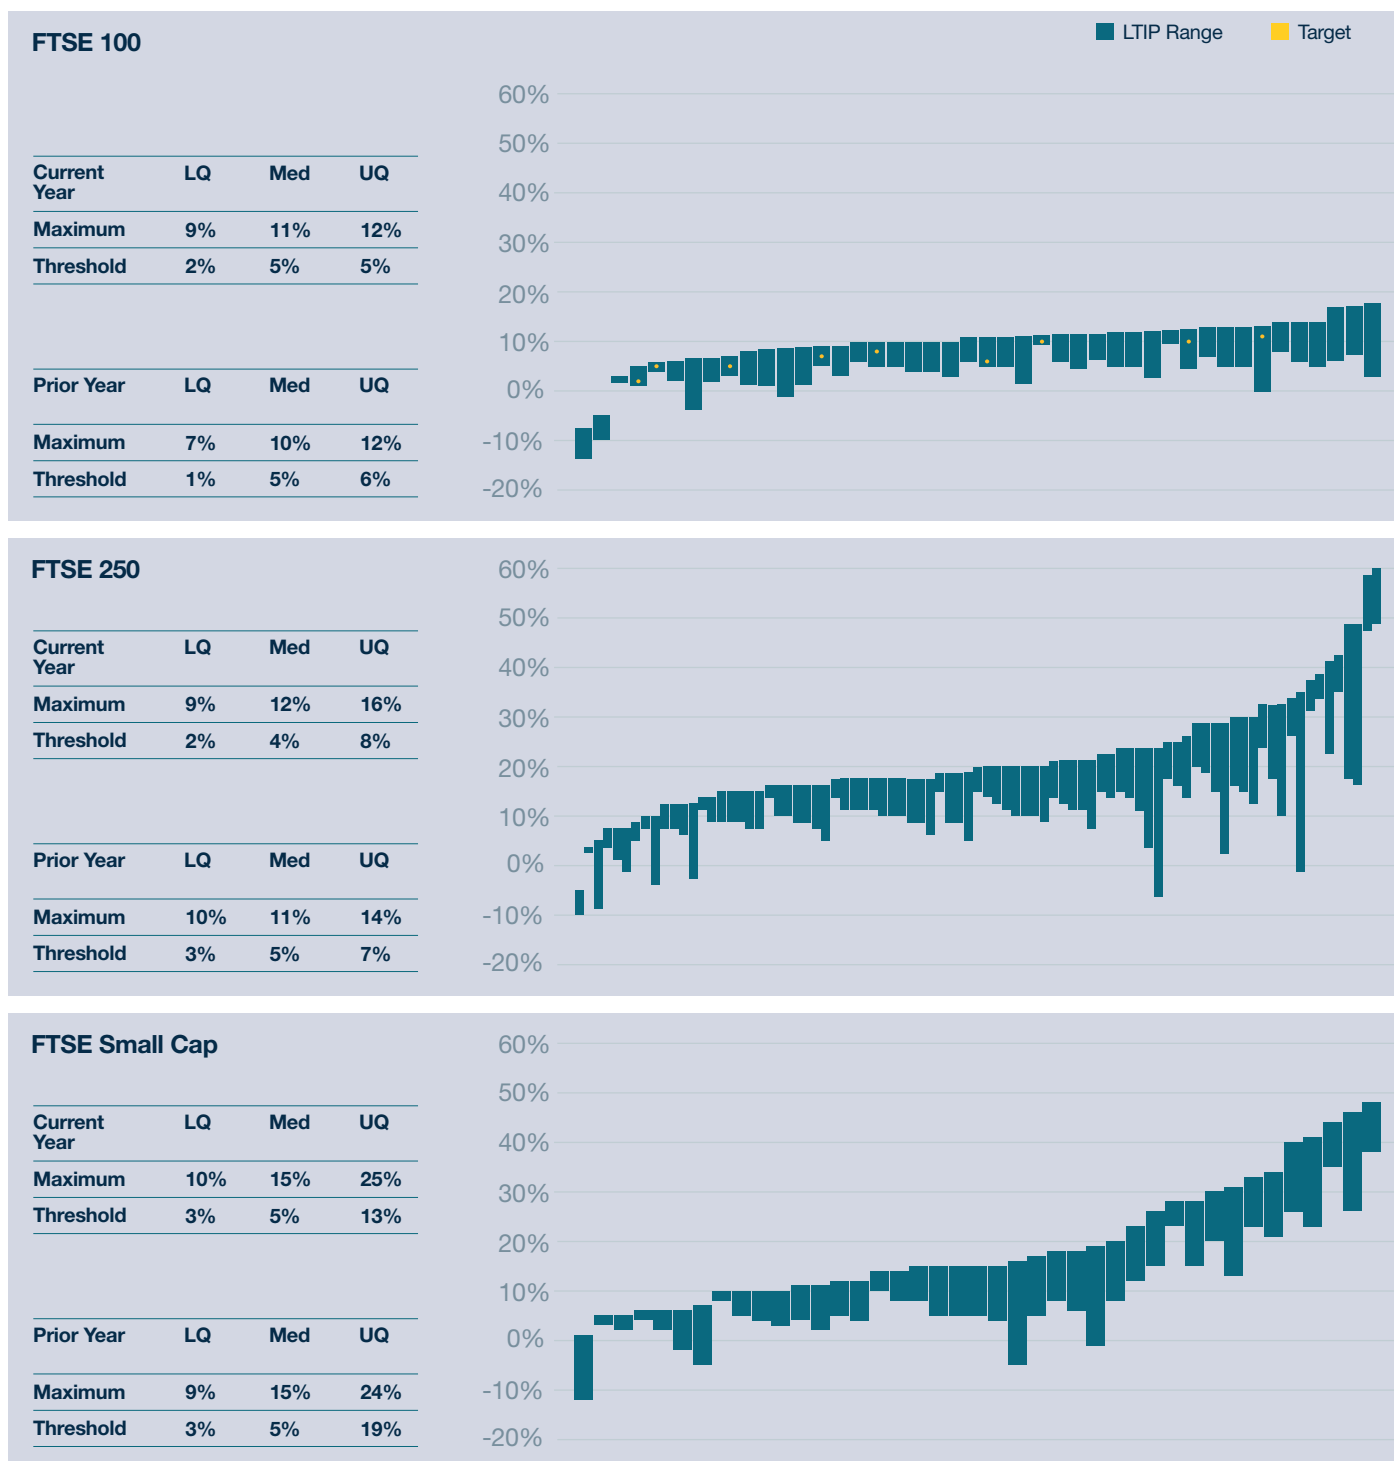 FTSE 100
LTIP Range
Target
Current Year LQ Med UQ
Maximum 9% 11% 12%
Threshold 2% 5% 5%
Prior Year LQ Med UQ
Maximum 7% 10% 12%
Threshold 1% 5% 6%
60%
50%
40%
30%
20%
10%
0%
-10%
-20%
FTSE 250
Current Year LQ Med UQ
Maximum 9% 12% 16%
Threshold 2% 4% 8%
Prior Year LQ Med UQ
Maximum 10% 11% 14%
Threshold 3% 5% 7%
60%
50%
40%
30%
20%
10%
0%
-10%
-20%
FTSE Small Cap
Current Year LQ Med UQ
Maximum 10% 15% 25%
Threshold 3% 5% 13%
Prior Year LQ Med UQ
Maximum 9% 15% 24%
Threshold 3% 5% 19%
60%
50%
40%
30%
20%
10%
0%
-10%
-20%